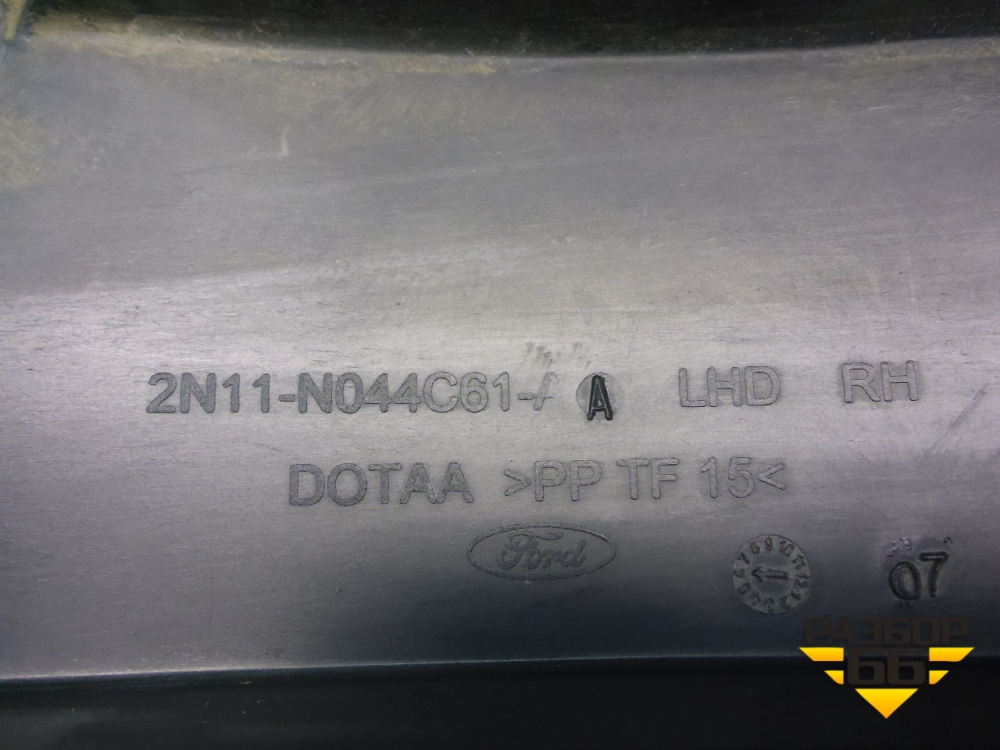 2N11-N044C61-A A LHD RH
DOTAA >PP TF 15<
Ford
07
РАЗБОР
66